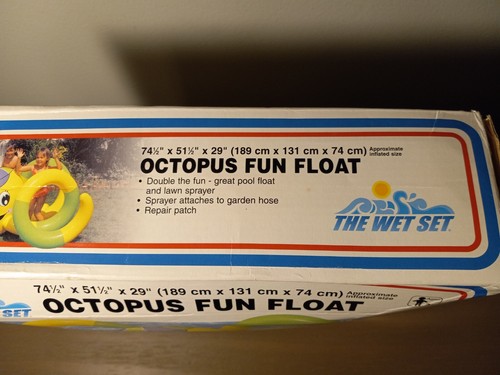 74½" x 51½" x 29" (189 cm x 131 cm x 74 cm) Approximate inflated size
OCTOPUS FUN FLOAT
• Double the fun - great pool float
and lawn sprayer
• Sprayer attaches to garden hose
• Repair patch
THE WET SET
74½" x 51½" x 29" (189 cm x 131 cm x 74 cm) Approximate inflated size
OCTOPUS FUN FLOAT
SET